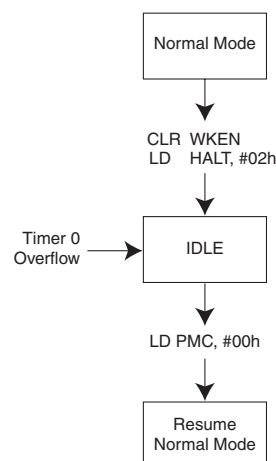 Normal Mode
CLR WKEN
LD HALT, #02h
Timer 0
Overflow
IDLE
LD PMC, #00h
Resume
Normal Mode